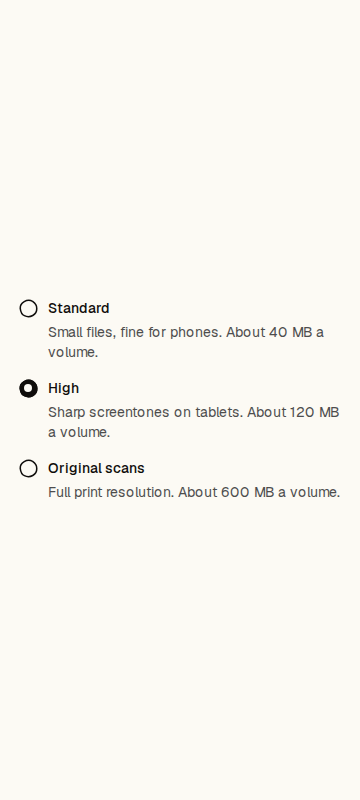 Standard
Small files, fine for phones. About 40 MB a
volume.
High
Sharp screentones on tablets. About 120 MB
a volume.
Original scans
Full print resolution. About 600 MB a volume.